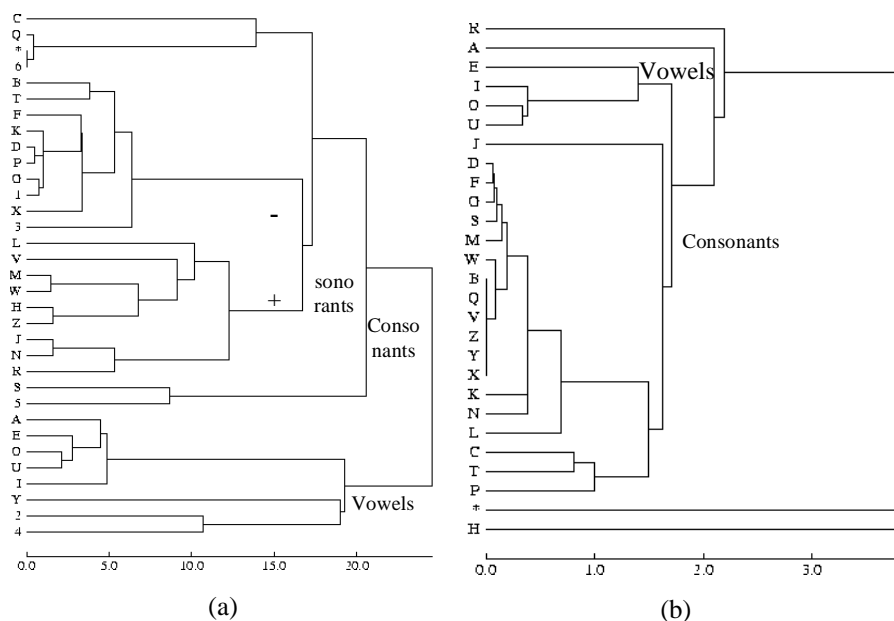 C
Q
*
6
B
T
F
K
D
P
G
1
X
3
-
L
V
M
W
H
Z
J
N
R
S
5
+
sono
rants
Conso
nants
A
E
O
U
I
Y
2
4
Vowels
0.0 5.0 10.0 15.0 20.0
(a)
R
A
E
I
O
U
Vowels
J
D
F
G
S
M
W
B
Q
V
Z
Y
X
K
N
L
C
T
P
*
H
Consonants
0.0 1.0 2.0 3.0
(b)